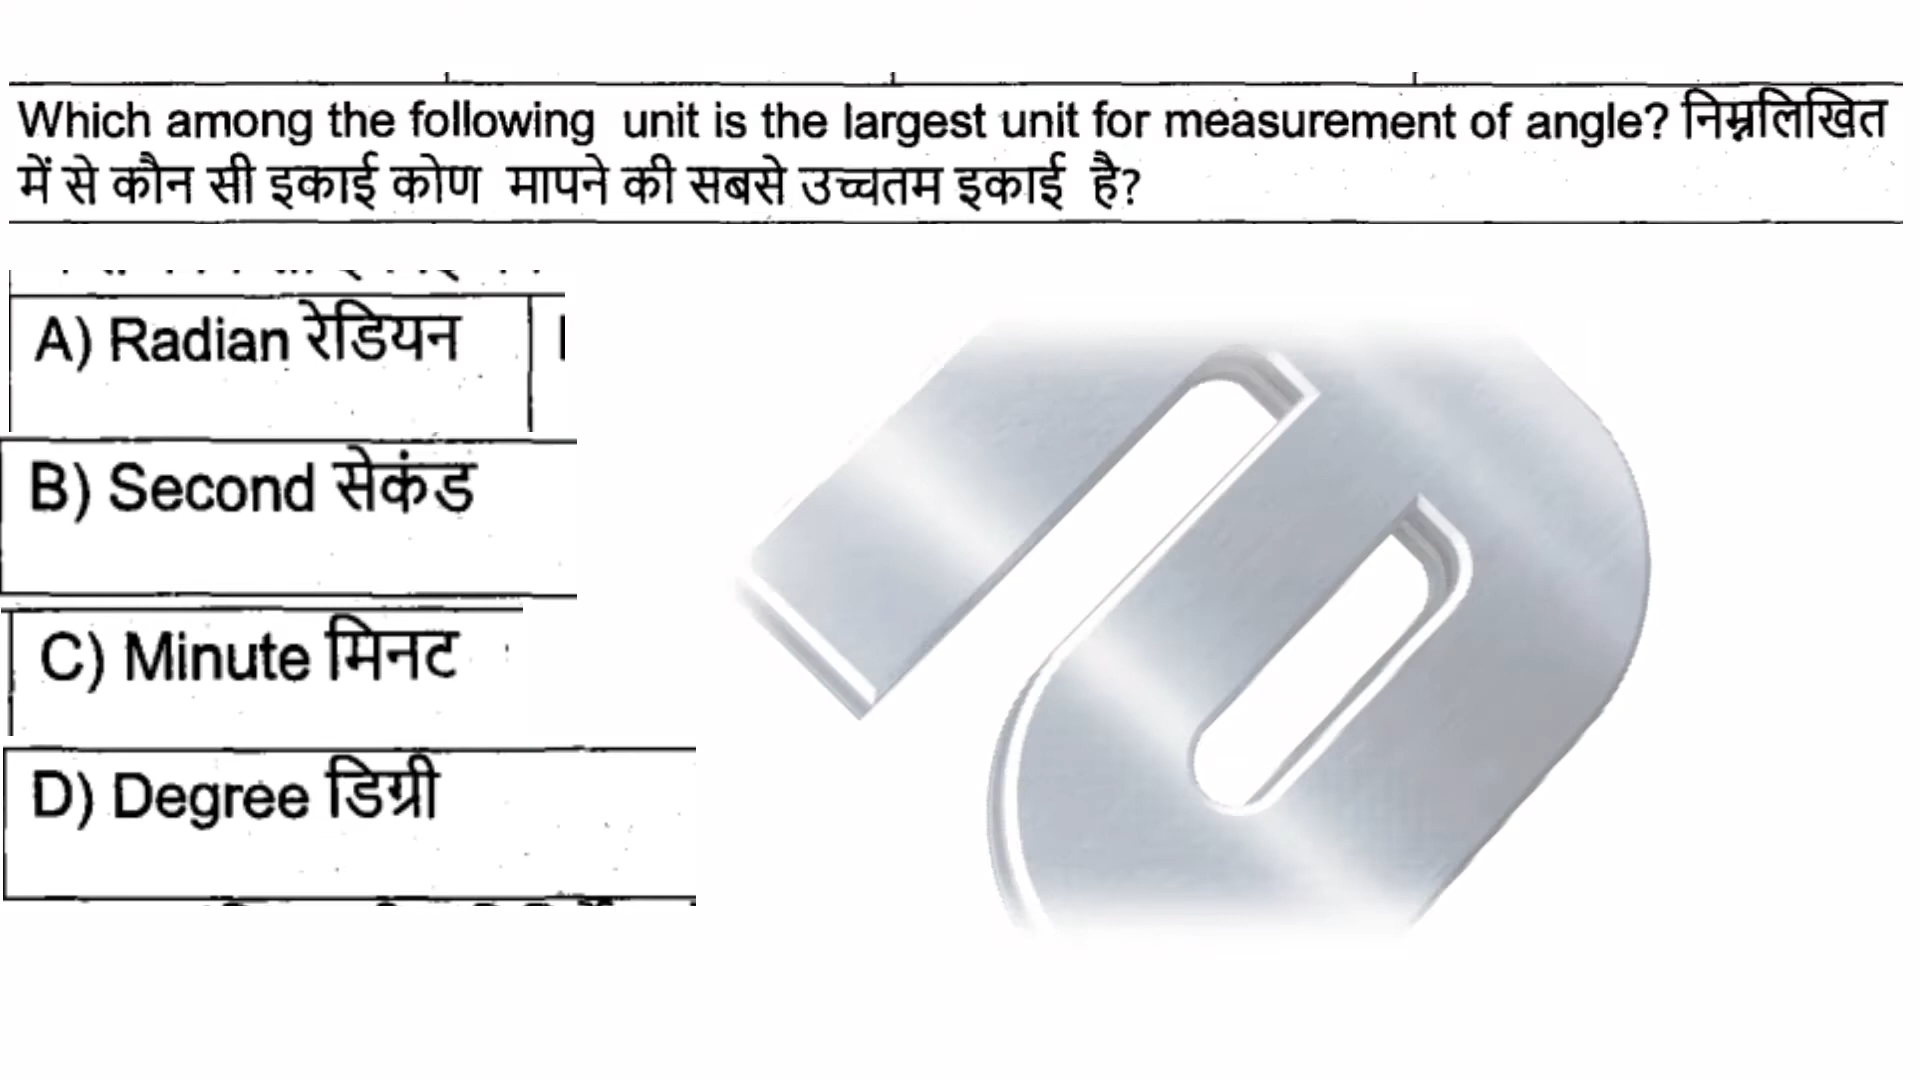 Which among the following unit is the largest unit for measurement of angle? निम्नलिखित
में से कौन सी इकाई कोण मापने की सबसे उच्चतम इकाई है?
A) Radian रेडियन
B) Second सेकंड
C) Minute मिनट
D) Degree डिग्री